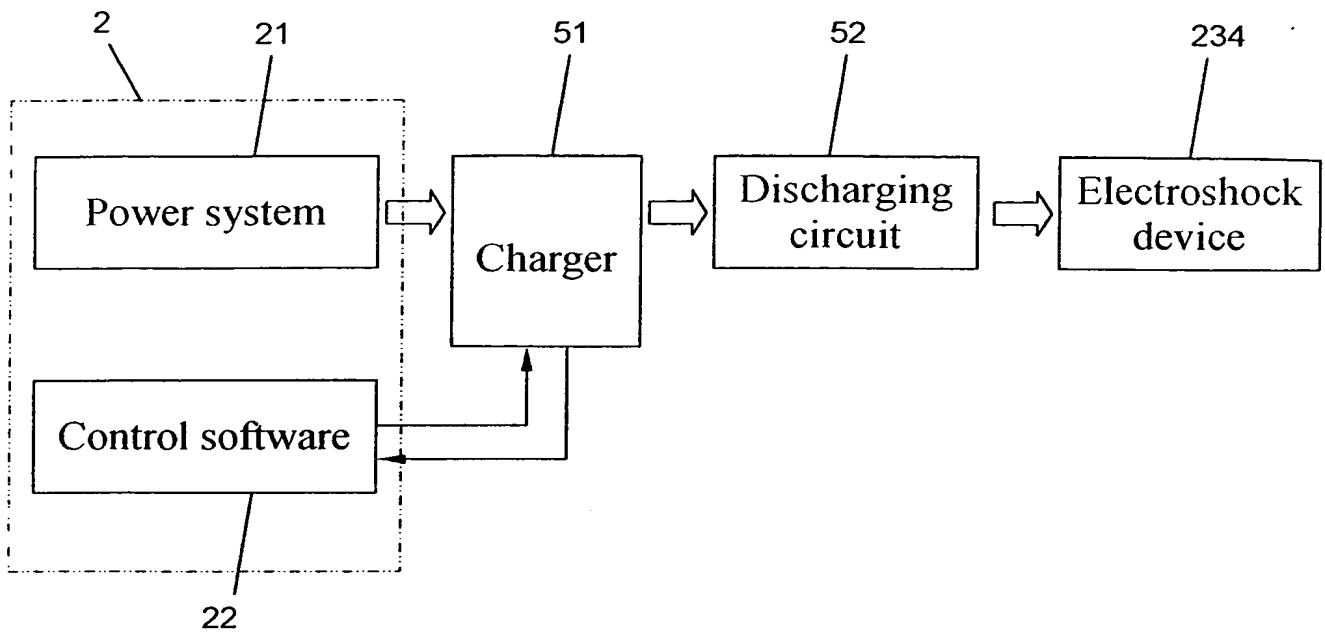 2
21
51
52
234
Power system
Charger
Discharging
circuit
Electroshock
device
Control software
22